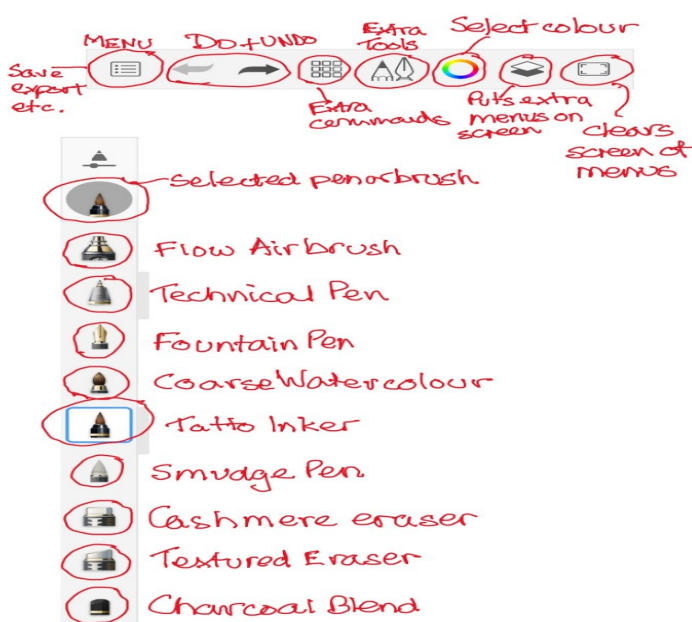 MENU
DO + UNDO
Extra
Tools
Select colour
Save
export
etc.
Extra
commands
Puts extra
menus on
screen
clears
screen of
menus
Selected pen or brush
Flow Air brush
Technical Pen
Fountain Pen
Coarse Watercolour
Tatto Inker
Smudge Pen
Cashmere eraser
Textured Eraser
Charcoal Blend